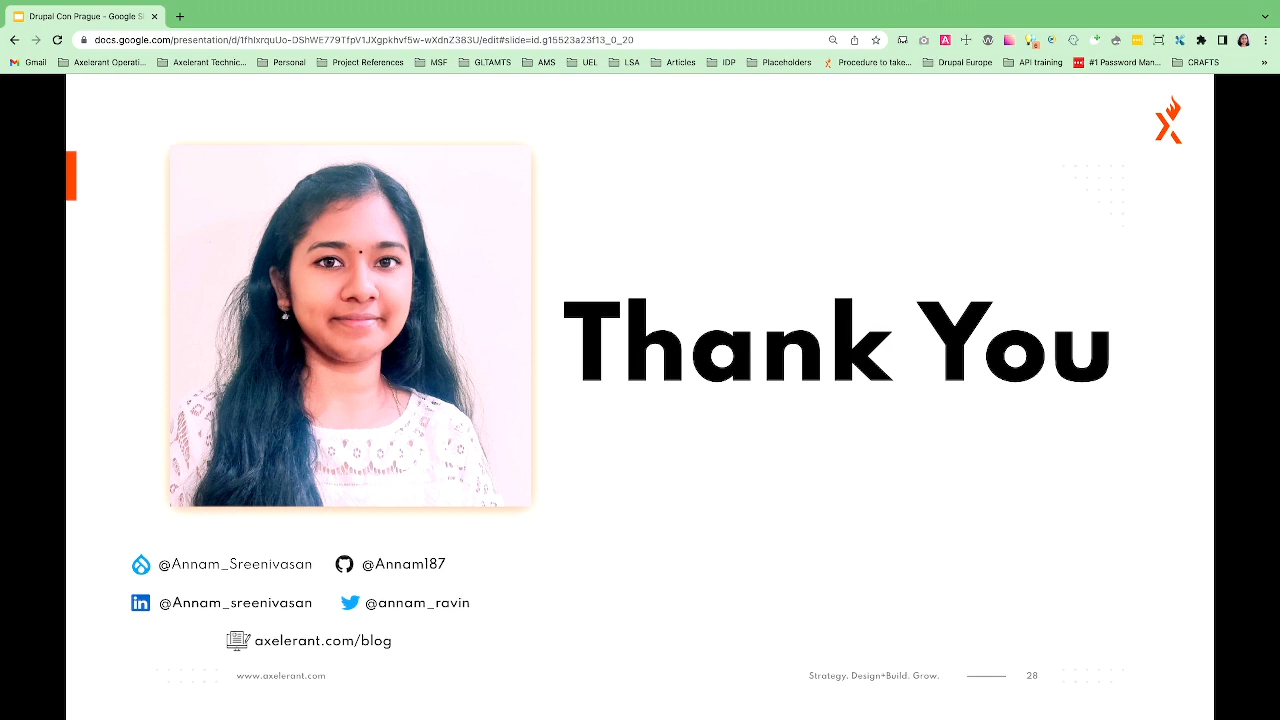 Drupal Con Prague - Google Sl
docs.google.com/presentation/d/1fhIxrquUo-DShWE779TfpV1JXgpkhvf5w-wXdnZ383U/edit#slide=id.g15523a23f13_0_20
Gmail Axelerant Operati... Axelerant Technic... Personal Project References MSF GLTAMTS AMS UEL LSA Articles IDP Placeholders Procedure to take... Drupal Europe API training #1 Password Man... CRAFTS »
Thank You
@Annam_Sreenivasan @Annam187
@Annam_sreenivasan @annam_ravin
axelerant.com/blog
www.axelerant.com Strategy. Design+Build. Grow. 28